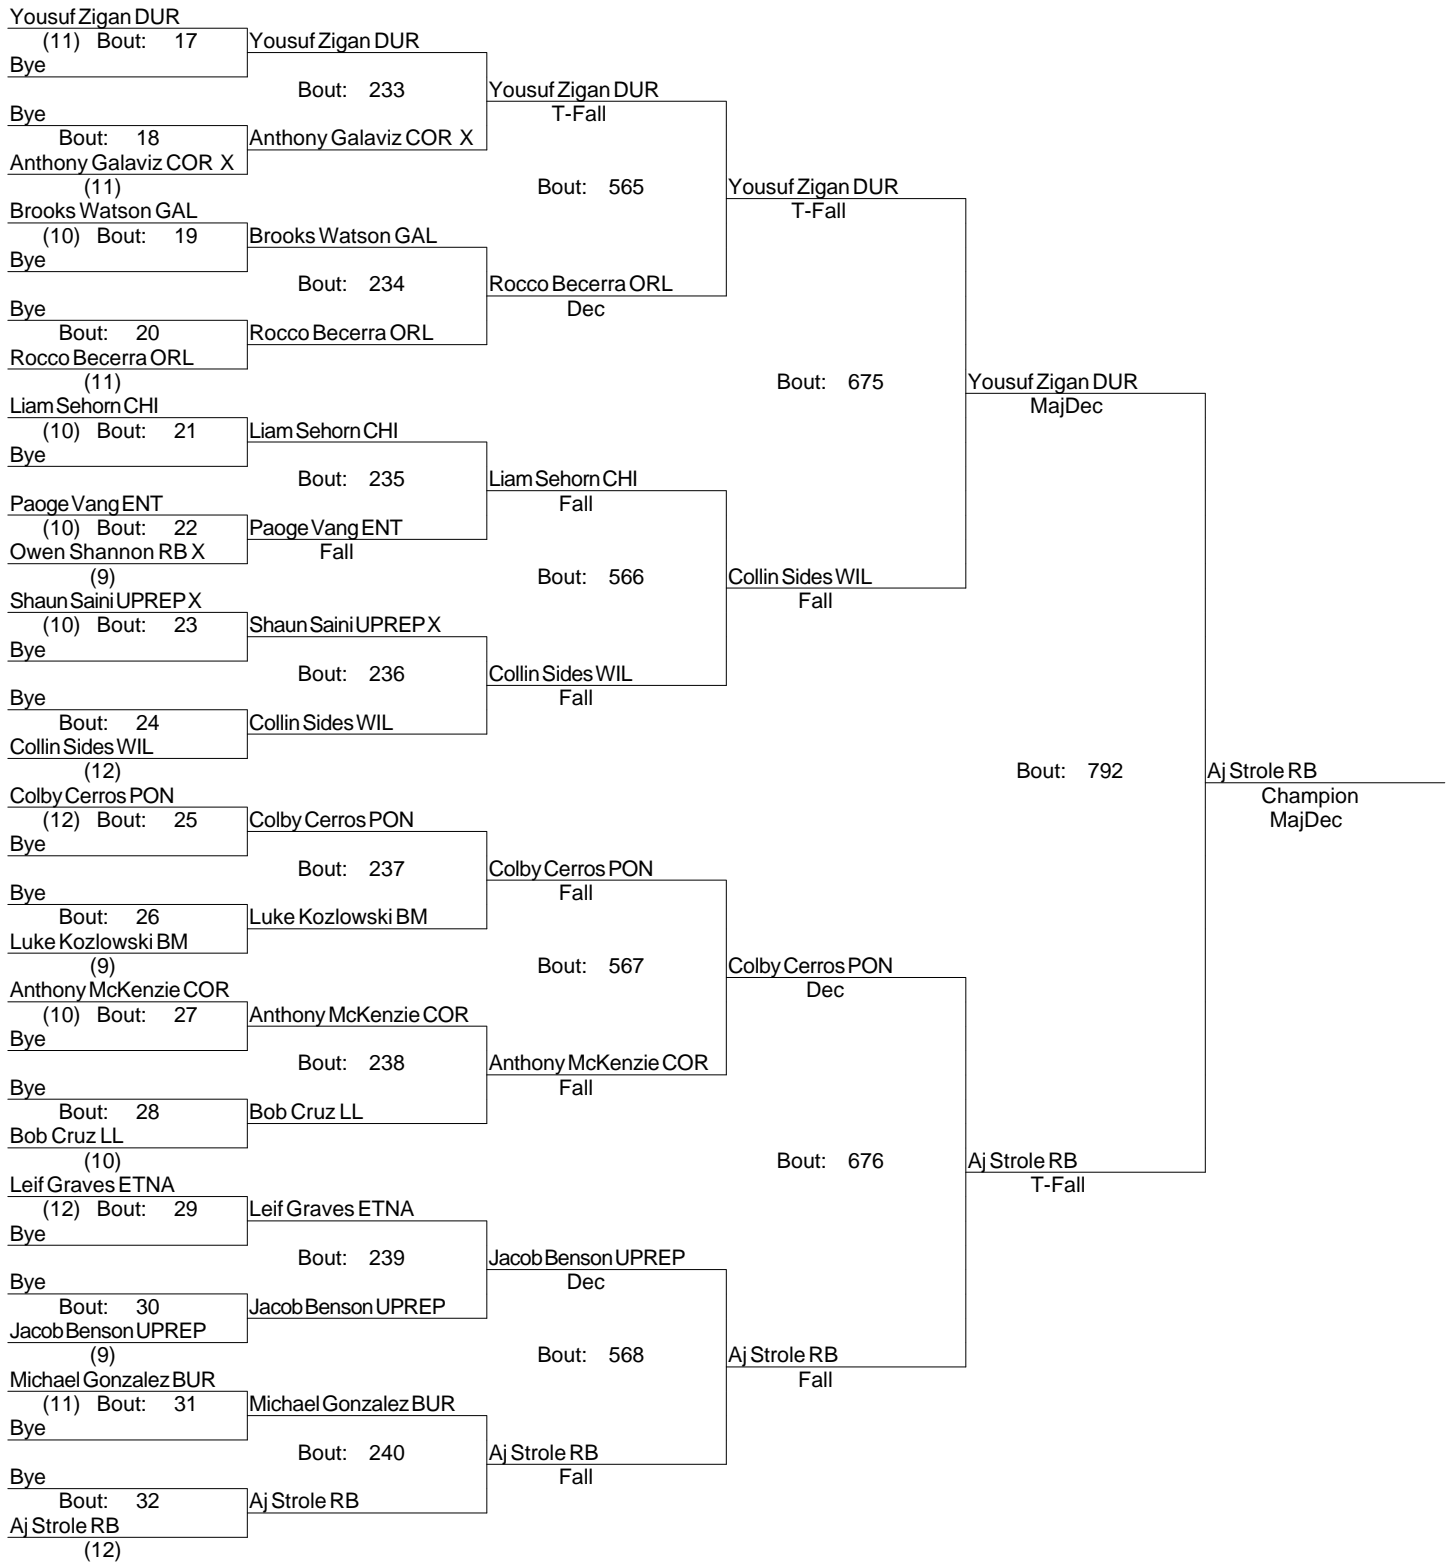 Yousuf Zigan DUR
(11) Bout: 17 Yousuf Zigan DUR
Bye
Bout: 233 Yousuf Zigan DUR
Bye T-Fall
Bout: 18 Anthony Galaviz COR X
Anthony Galaviz COR X
(11) Bout: 565 Yousuf Zigan DUR
Brooks Watson GAL T-Fall
(10) Bout: 19 Brooks Watson GAL
Bye
Bout: 234 Rocco Becerra ORL
Bye Dec
Bout: 20 Rocco Becerra ORL
Rocco Becerra ORL
(11) Bout: 675 Yousuf Zigan DUR
Liam Sehorn CHI MajDec
(10) Bout: 21 Liam Sehorn CHI
Bye
Bout: 235 Liam Sehorn CHI
Paoge Vang ENT Fall
(10) Bout: 22 Paoge Vang ENT
Owen Shannon RB X Fall
(9) Bout: 566 Collin Sides WIL
Shaun Saini UPREP X Fall
(10) Bout: 23 Shaun Saini UPREP X
Bye
Bout: 236 Collin Sides WIL
Bye Fall
Bout: 24 Collin Sides WIL
Collin Sides WIL
(12) Bout: 792 Aj Strole RB
Colby Cerros PON Champion
(12) Bout: 25 Colby Cerros PON MajDec
Bye
Bout: 237 Colby Cerros PON
Bye Fall
Bout: 26 Luke Kozlowski BM
Luke Kozlowski BM
(9) Bout: 567 Colby Cerros PON
Anthony McKenzie COR Dec
(10) Bout: 27 Anthony McKenzie COR
Bye
Bout: 238 Anthony McKenzie COR
Bye Fall
Bout: 28 Bob Cruz LL
Bob Cruz LL
(10) Bout: 676 Aj Strole RB
Leif Graves ETNA T-Fall
(12) Bout: 29 Leif Graves ETNA
Bye
Bout: 239 Jacob Benson UPREP
Bye Dec
Bout: 30 Jacob Benson UPREP
Jacob Benson UPREP
(9) Bout: 568 Aj Strole RB
Michael Gonzalez BUR Fall
(11) Bout: 31 Michael Gonzalez BUR
Bye
Bout: 240 Aj Strole RB
Bye Fall
Bout: 32 Aj Strole RB
Aj Strole RB
(12)